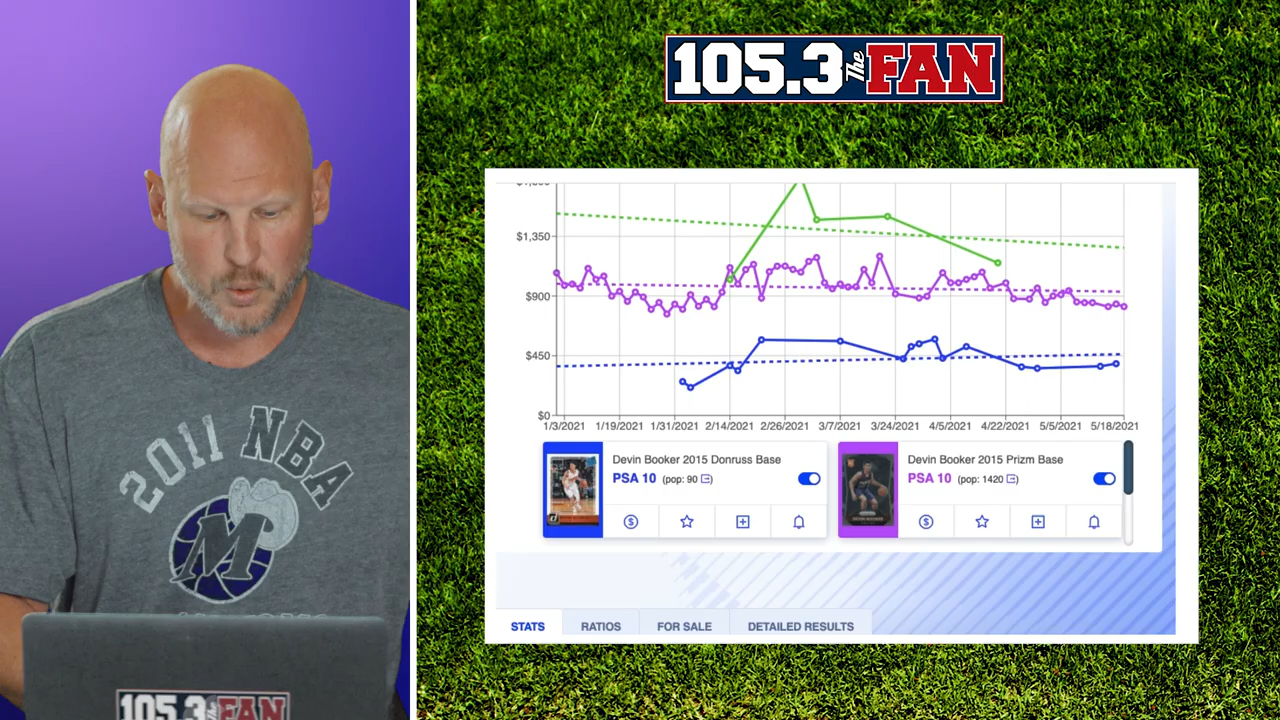 105.3 The FAN
$1,350
$900
$450
$0
1/3/2021 1/19/2021 1/31/2021 2/14/2021 2/26/2021 3/7/2021 3/24/2021 4/5/2021 4/22/2021 5/5/2021 5/18/2021
Devin Booker 2015 Donruss Base
PSA 10 (pop: 90)
Devin Booker 2015 Prizm Base
PSA 10 (pop: 1420)
STATS RATIOS FOR SALE DETAILED RESULTS
2011 NBA
M
105.3 The FAN